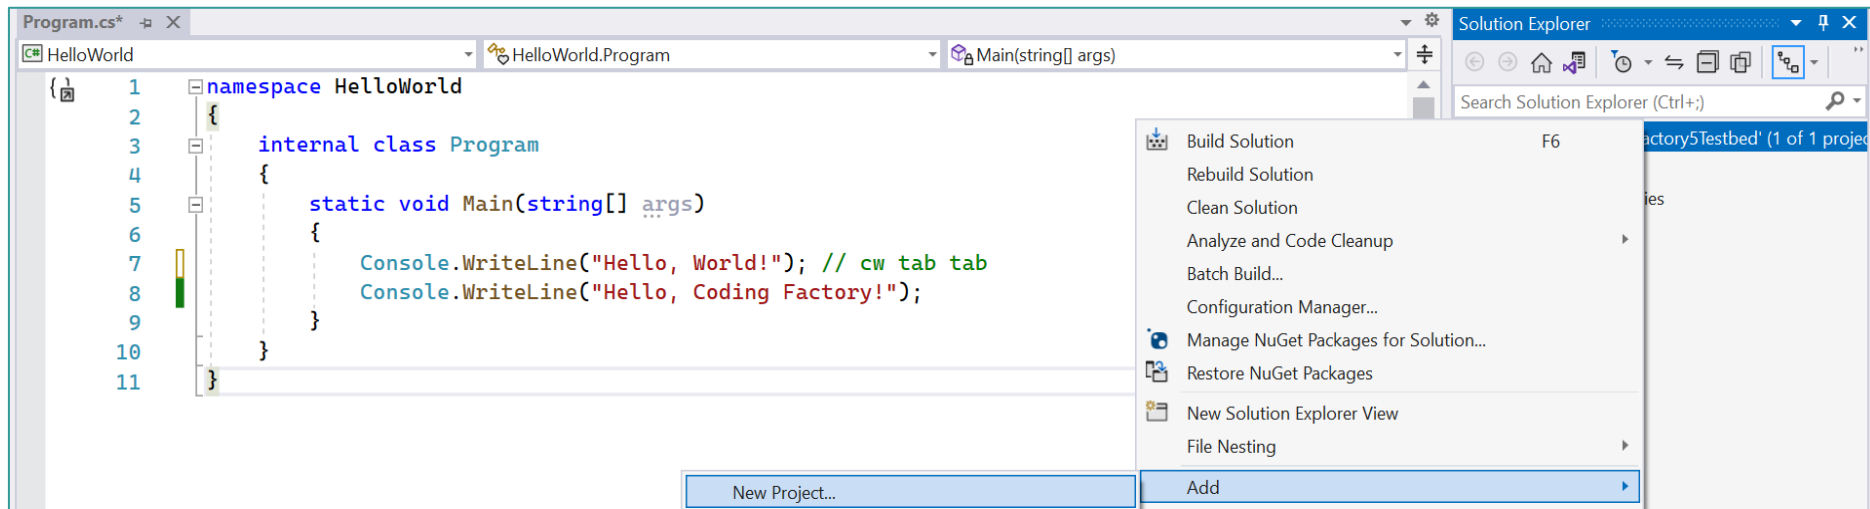 Program.cs*
Solution Explorer
C# HelloWorld
HelloWorld.Program
Main(string[] args)
Search Solution Explorer (Ctrl+;)
1 namespace HelloWorld
2 {
3 internal class Program
4 {
5 static void Main(string[] args)
6 {
7 Console.WriteLine("Hello, World!"); // cw tab tab
8 Console.WriteLine("Hello, Coding Factory!");
9 }
10 }
11 }
Build Solution F6
Rebuild Solution
Clean Solution
Analyze and Code Cleanup
Batch Build...
Configuration Manager...
Manage NuGet Packages for Solution...
Restore NuGet Packages
New Solution Explorer View
File Nesting
Add
New Project...
actory5Testbed' (1 of 1 projec
ies